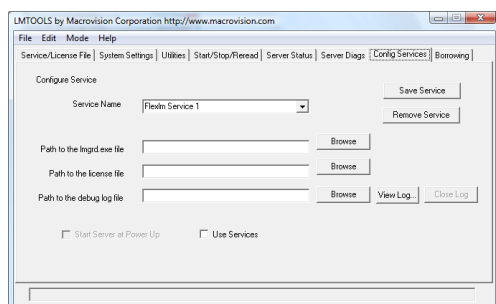 LMTOOLS by Macrovision Corporation http://www.macrovision.com
File Edit Mode Help
Service/License File System Settings Utilities Start/Stop/Reread Server Status Server Diags Config Services Borrowing
Configure Service
Save Service
Service Name Flexlm Service 1
Remove Service
Path to the lmgrd.exe file Browse
Path to the license file Browse
Path to the debug log file Browse View Log... Close Log
Start Server at Power Up Use Services